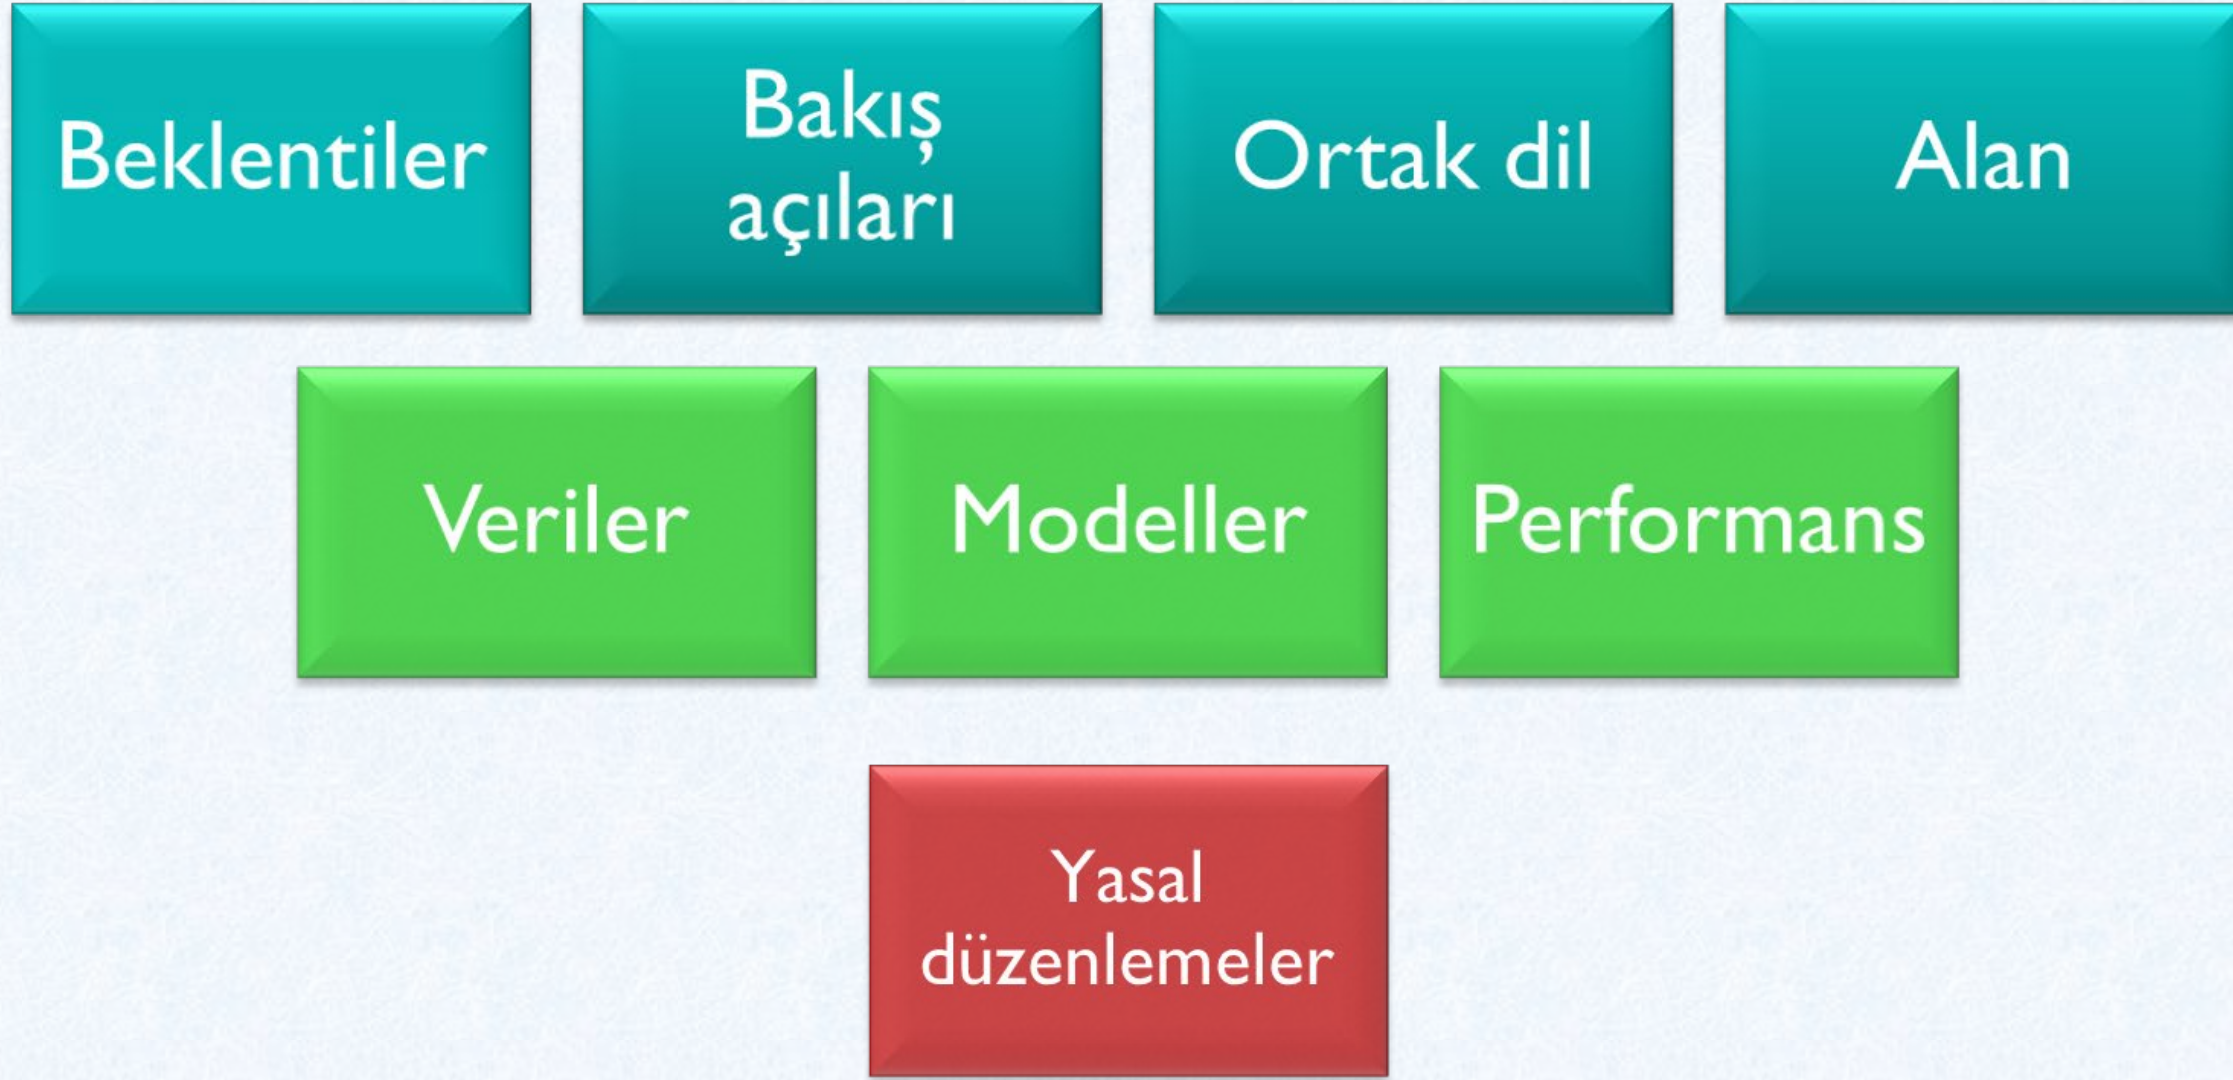 Beklentiler
Bakış
açıları
Ortak dil
Alan
Veriler
Modeller
Performans
Yasal
düzenlemeler